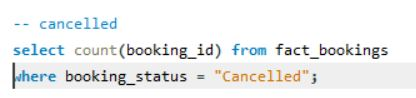 -- cancelled
select count(booking_id) from fact_bookings
where booking_status = "Cancelled";